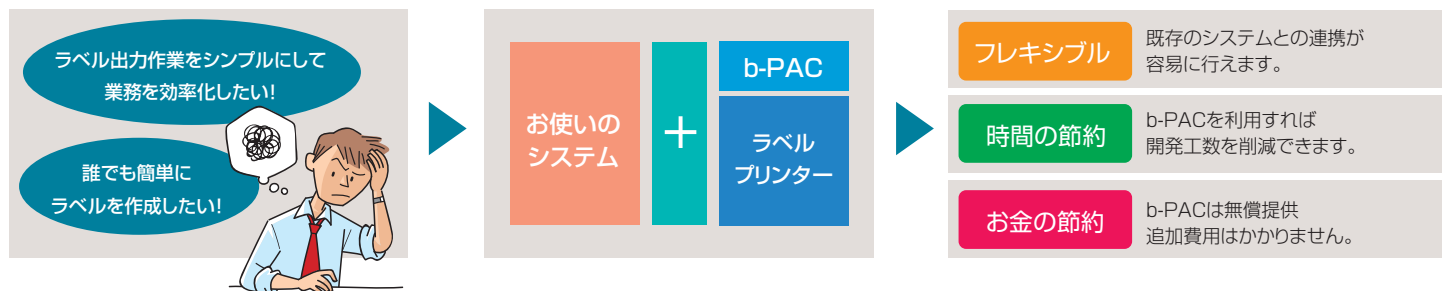 ラベル出力作業をシンプルにして
業務を効率化したい!
誰でも簡単に
ラベルを作成したい!
お使いの
システム
+
b-PAC
ラベル
プリンター
フレキシブル
既存のシステムとの連携が
容易に行えます。
時間の節約
b-PACを利用すれば
開発工数を削減できます。
お金の節約
b-PACは無償提供
追加費用はかかりません。